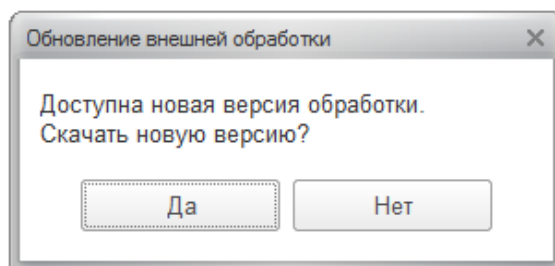 Обновление внешней обработки
Доступна новая версия обработки.
Скачать новую версию?
Да
Нет